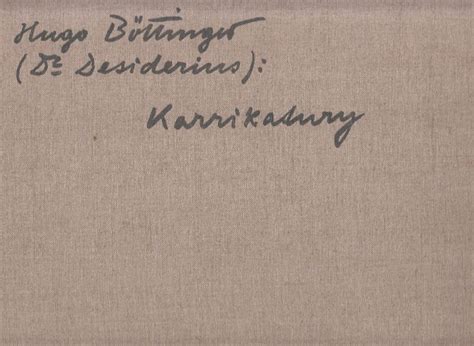 Hugo Böttinger
(Dr Desiderius):
Karrikatury